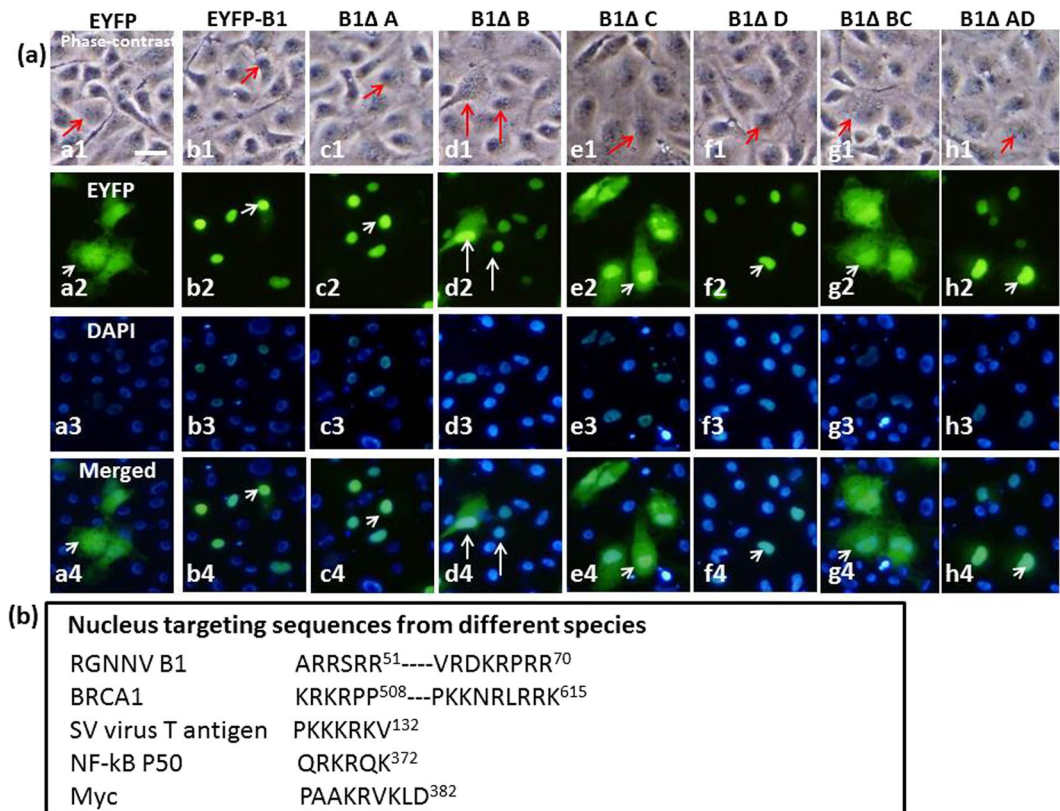 EYFP EYFP-B1 B1Δ A B1Δ B B1Δ C B1Δ D B1Δ BC B1Δ AD
(a)
Phase-contrast
a1 b1 c1 d1 e1 f1 g1 h1
EYFP
a2 b2 c2 d2 e2 f2 g2 h2
DAPI
a3 b3 c3 d3 e3 f3 g3 h3
Merged
a4 b4 c4 d4 e4 f4 g4 h4
(b)
Nucleus targeting sequences from different species
RGNNV B1 ARRSRR⁵¹----VRDKRPRR⁷⁰
BRCA1 KRKRPP⁵⁰⁸---PKKNRLRRK⁶¹⁵
SV virus T antigen PKKKRKV¹³²
NF-kB P50 QRKRQK³⁷²
Myc PAAKRVKLD³⁸²